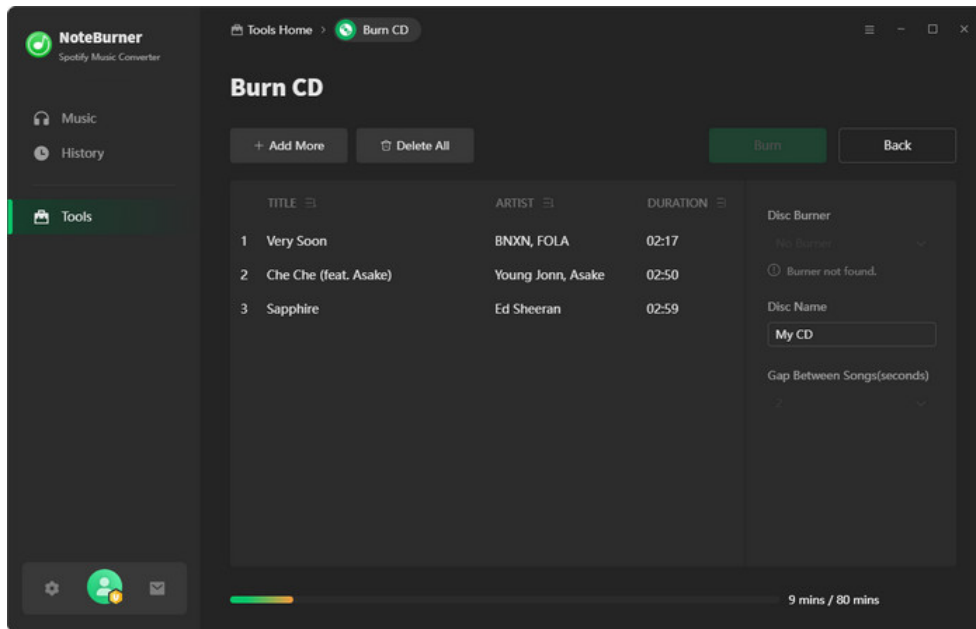 NoteBurner
Spotify Music Converter
Music
History
Tools
Tools Home > Burn CD
Burn CD
+ Add More
Delete All
Burn
Back
TITLE ARTIST DURATION
1 Very Soon BNXN, FOLA 02:17
2 Che Che (feat. Asake) Young Jonn, Asake 02:50
3 Sapphire Ed Sheeran 02:59
Disc Burner
No Burner
Burner not found.
Disc Name
My CD
Gap Between Songs(seconds)
2
9 mins / 80 mins